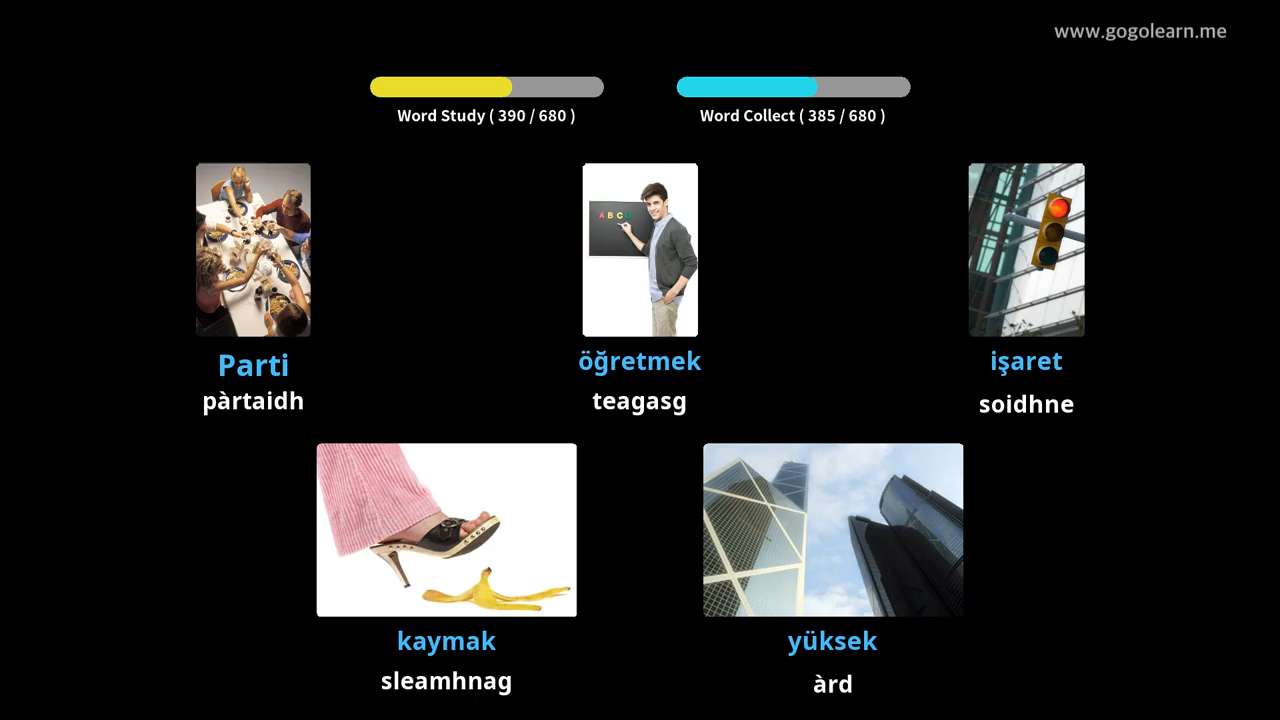 www.gogolearn.me
Word Study ( 390 / 680 )
Word Collect ( 385 / 680 )
A B C D
Parti
pàrtaidh
öğretmek
teagasg
işaret
soidhne
kaymak
sleamhnag
yüksek
àrd